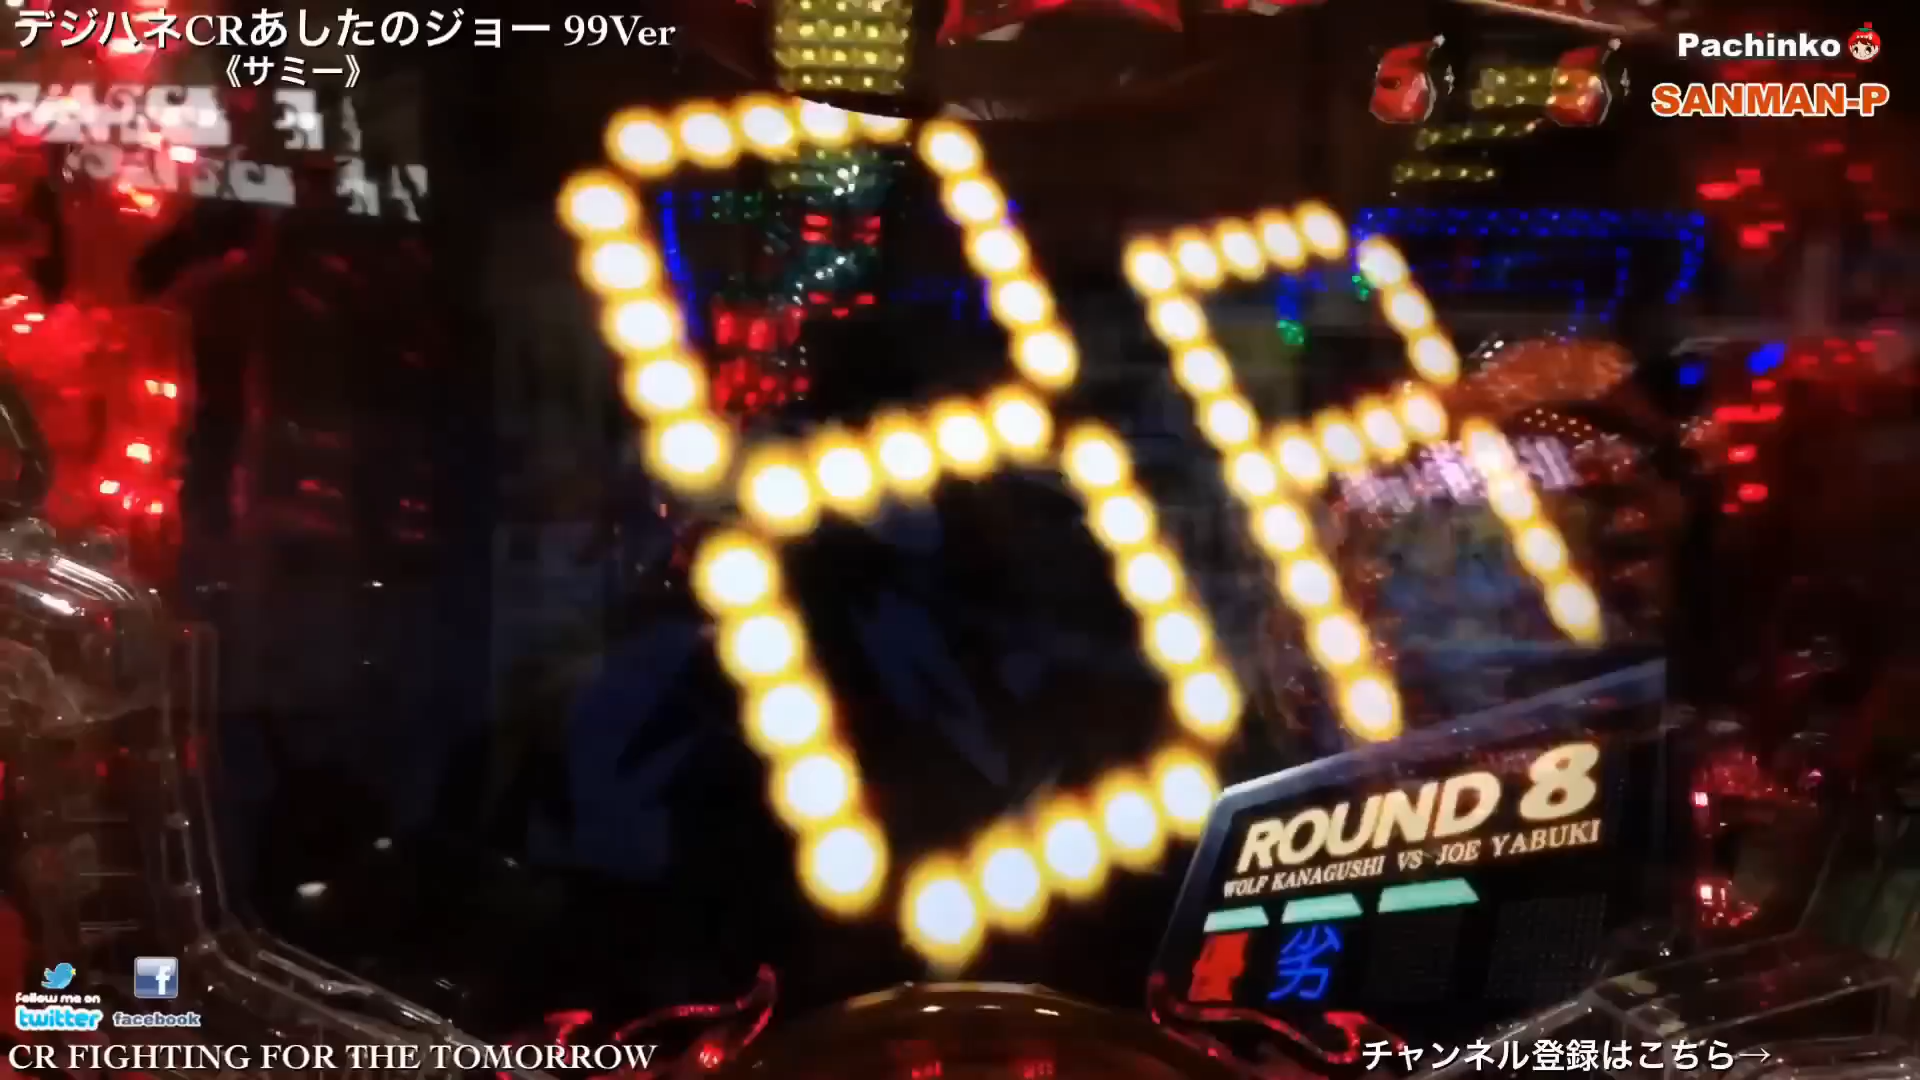 デジハネCRあしたのジョー 99Ver
《サミー》
Pachinko
SANMAN-P
8R
ROUND 8
WOLF KANAGUSHI VS JOE YABUKI
劣
follow me on
twitter
facebook
CR FIGHTING FOR THE TOMORROW
チャンネル登録はこちら→